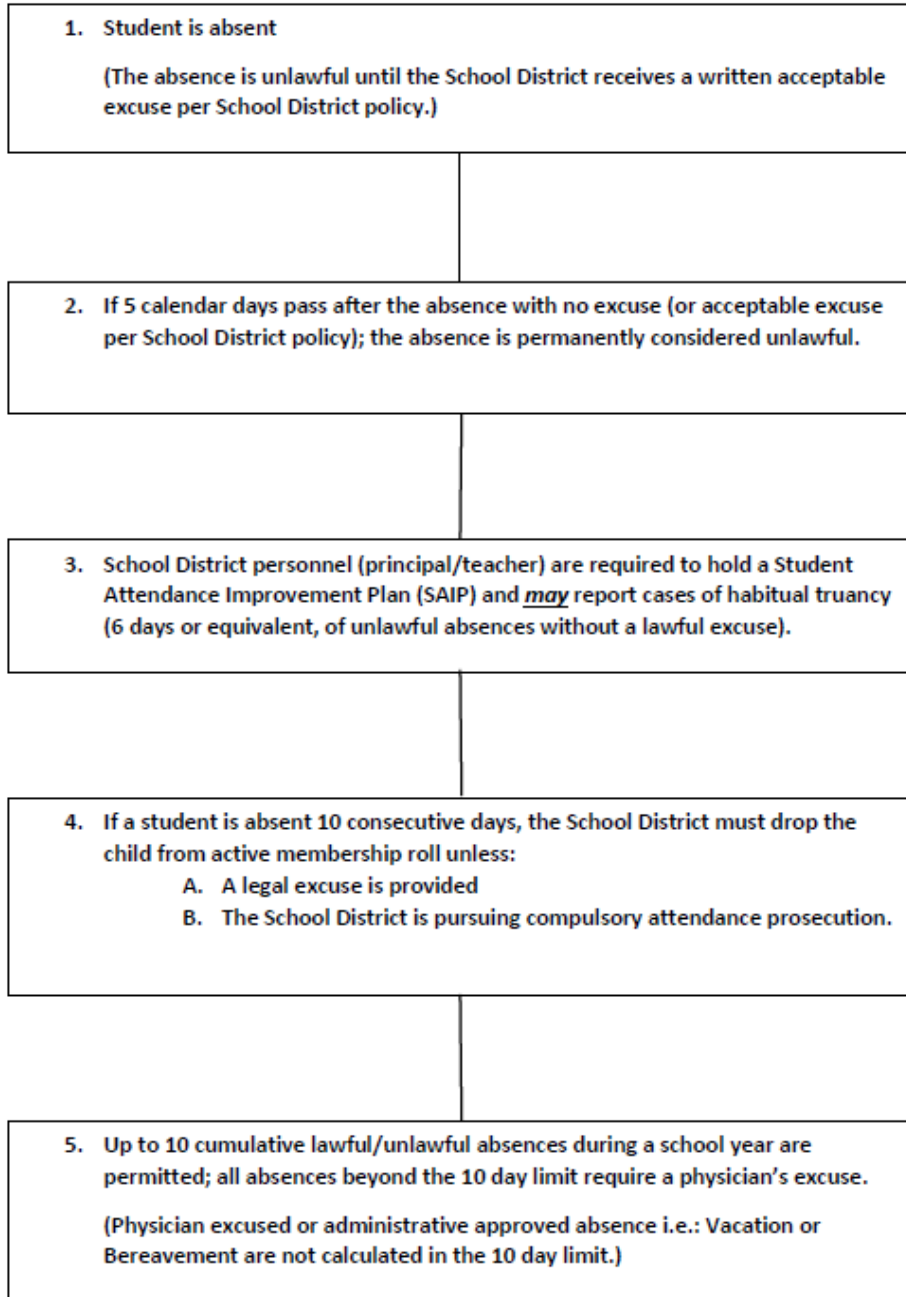 1. Student is absent
(The absence is unlawful until the School District receives a written acceptable
excuse per School District policy.)
2. If 5 calendar days pass after the absence with no excuse (or acceptable excuse
per School District policy); the absence is permanently considered unlawful.
3. School District personnel (principal/teacher) are required to hold a Student
Attendance Improvement Plan (SAIP) and may report cases of habitual truancy
(6 days or equivalent, of unlawful absences without a lawful excuse).
4. If a student is absent 10 consecutive days, the School District must drop the
child from active membership roll unless:
A. A legal excuse is provided
B. The School District is pursuing compulsory attendance prosecution.
5. Up to 10 cumulative lawful/unlawful absences during a school year are
permitted; all absences beyond the 10 day limit require a physician’s excuse.
(Physician excused or administrative approved absence i.e.: Vacation or
Bereavement are not calculated in the 10 day limit.)